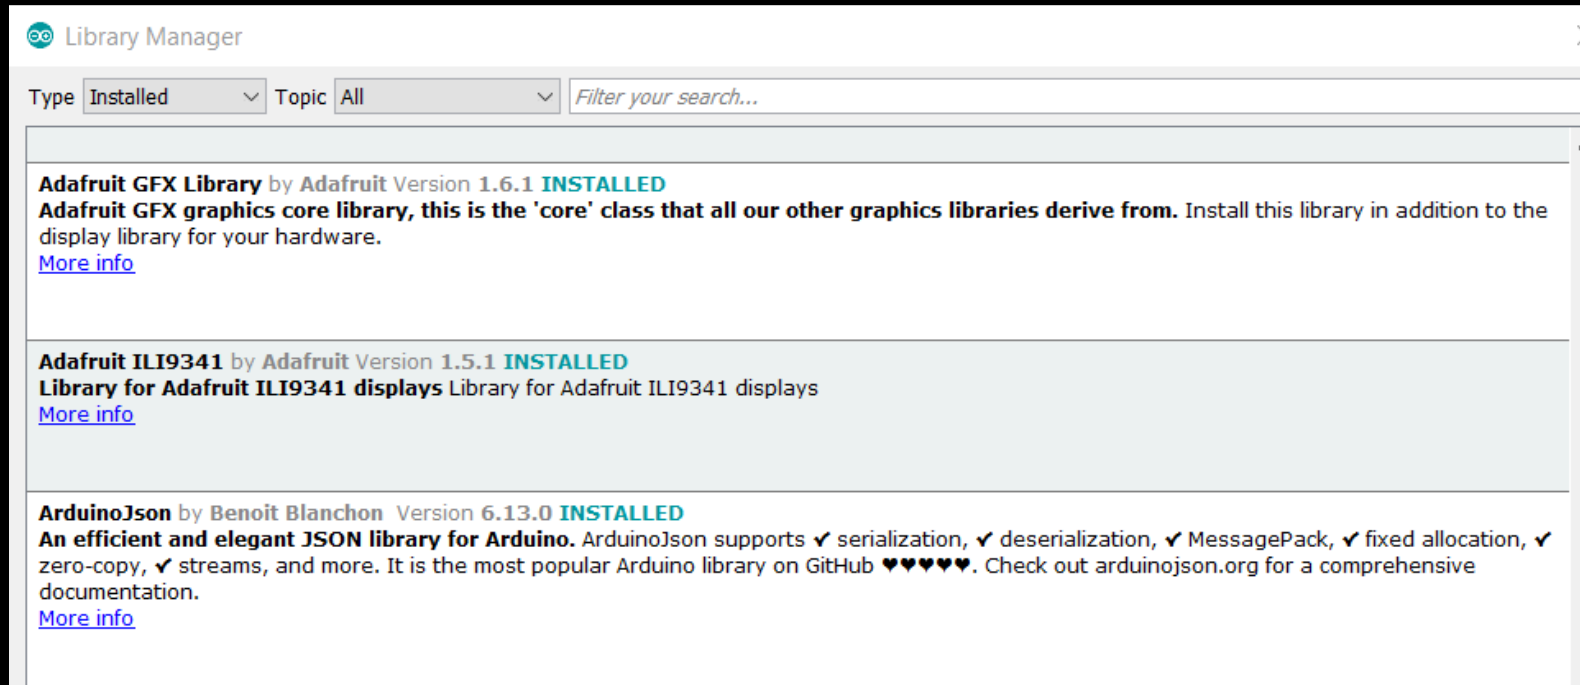 Library Manager
Type Installed Topic All Filter your search...
Adafruit GFX Library by Adafruit Version 1.6.1 INSTALLED
Adafruit GFX graphics core library, this is the 'core' class that all our other graphics libraries derive from. Install this library in addition to the
display library for your hardware.
More info
Adafruit ILI9341 by Adafruit Version 1.5.1 INSTALLED
Library for Adafruit ILI9341 displays Library for Adafruit ILI9341 displays
More info
ArduinoJson by Benoit Blanchon Version 6.13.0 INSTALLED
An efficient and elegant JSON library for Arduino. ArduinoJson supports ✔ serialization, ✔ deserialization, ✔ MessagePack, ✔ fixed allocation, ✔
zero-copy, ✔ streams, and more. It is the most popular Arduino library on GitHub ♥♥♥♥♥. Check out arduinojson.org for a comprehensive
documentation.
More info